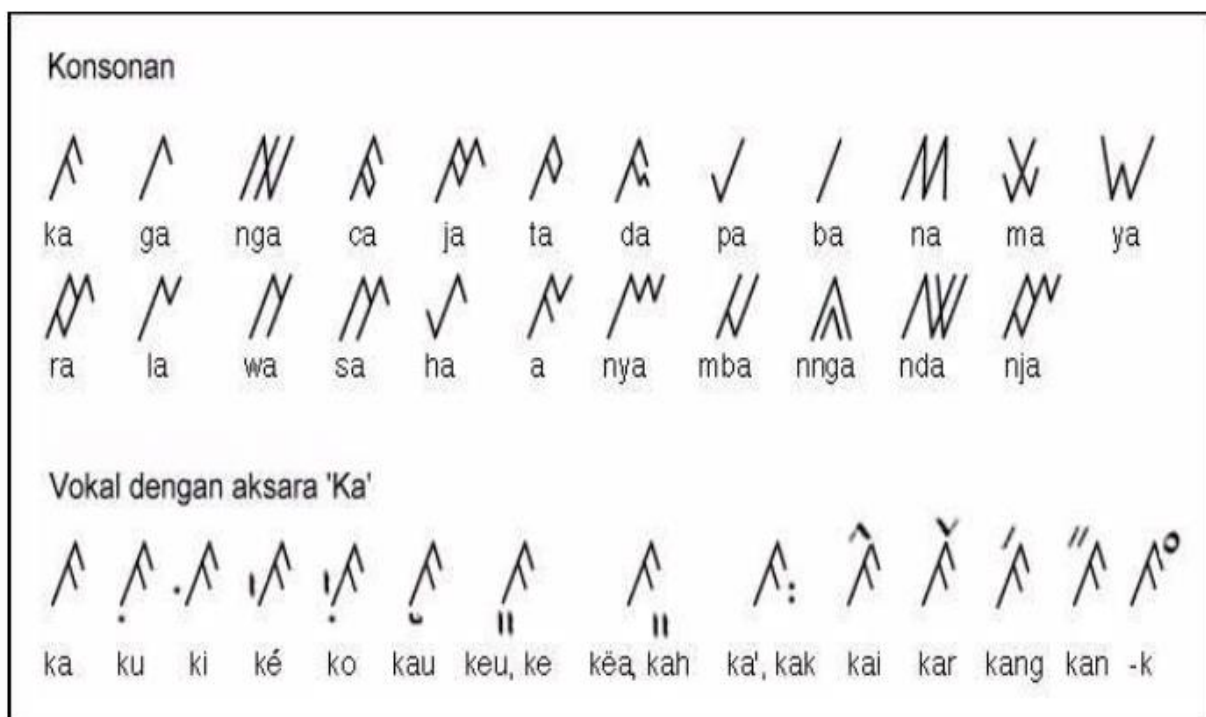 Konsonan
ꤰ ꤱ ꤲ ꤹ ꤺ ꤳ ꤴ ꤶ ꤷ ꤵ ꤸ ꤿ
ka ga nga ca ja ta da pa ba na ma ya
ꤽ ꤾ ꥀ ꤼ ꥁ ꥆ ꤻ ꥂ ꥃ ꥄ ꥅ
ra la wa sa ha a nya mba nnga nda nja
Vokal dengan aksara 'Ka'
ꤰ ꤰꥈ ꤰꥇ ꤰꥉ ꤰꥋ ꤰꥌ ꤰꥍ ꤰꥎ ꤰꥒ ꤰꥊ ꤰꥑ ꤰꥏ ꤰꥐ ꤰ꥓
ka ku ki ké ko kau keu, ke këa, kah ka', kak kai kar kang kan -k